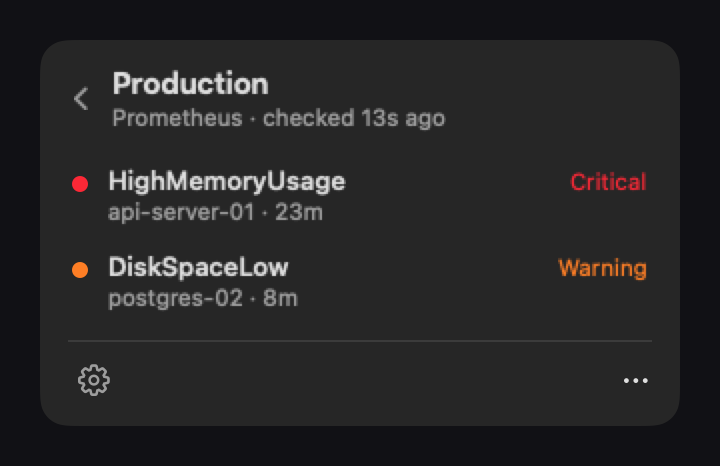 Production
Prometheus · checked 13s ago
HighMemoryUsage
Critical
api-server-01 · 23m
DiskSpaceLow
Warning
postgres-02 · 8m